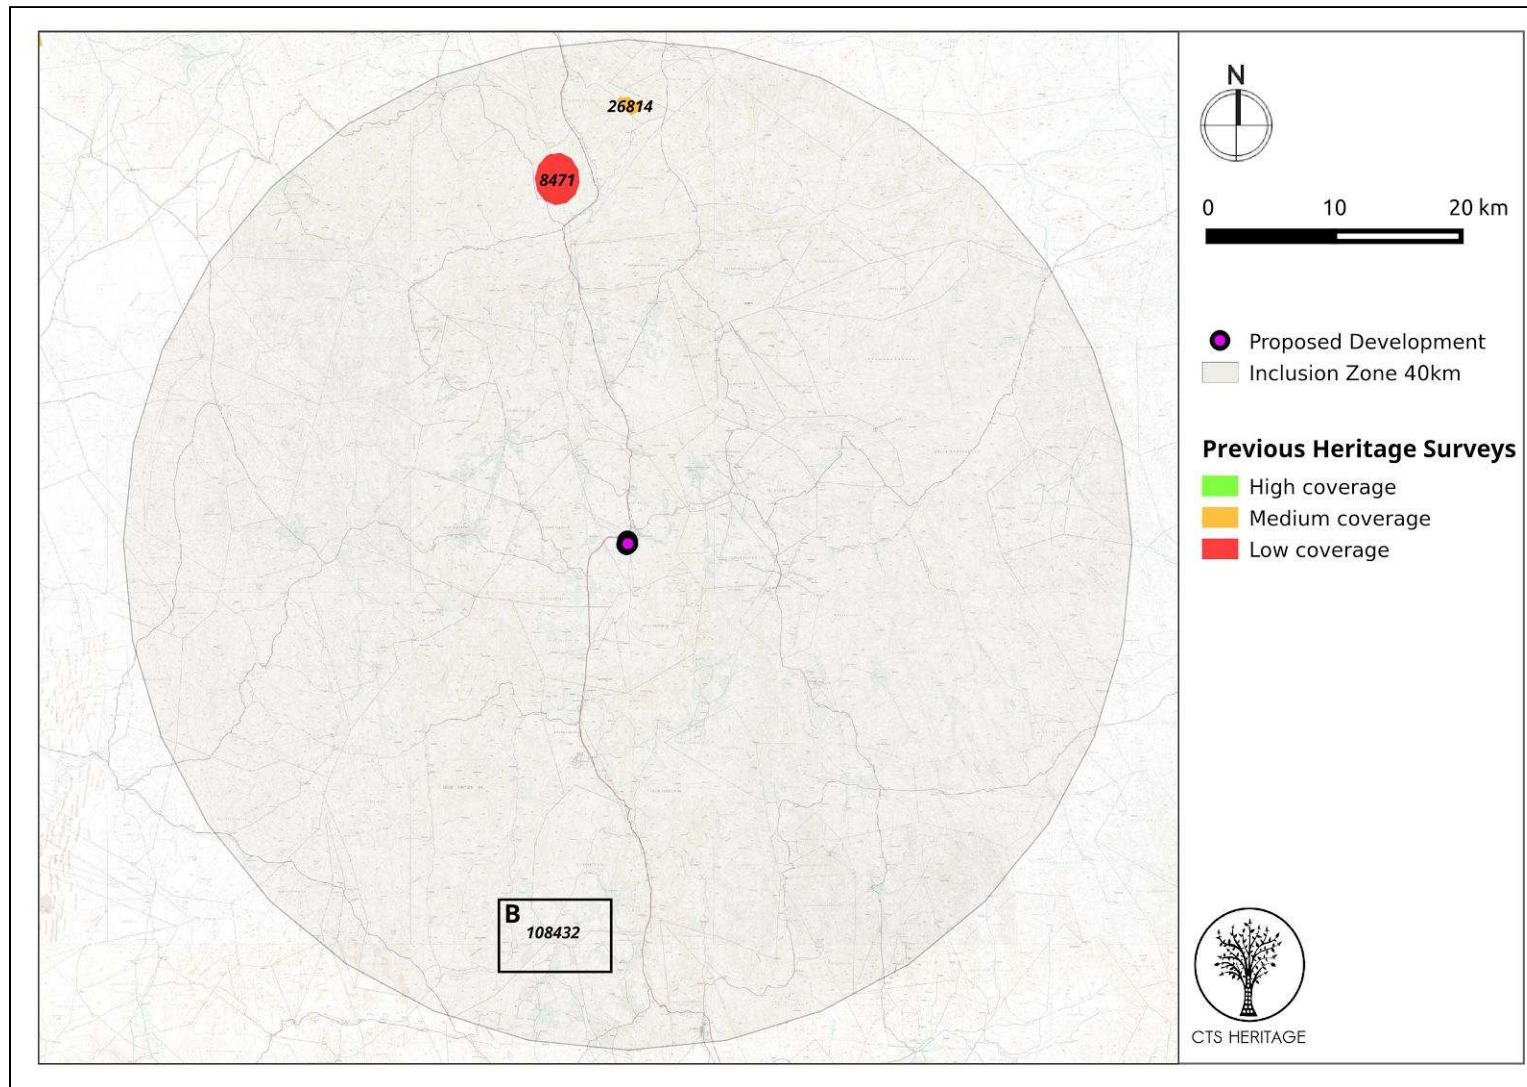 26814
8471
B
108432
N
0 10 20 km
Proposed Development
Inclusion Zone 40km
Previous Heritage Surveys
High coverage
Medium coverage
Low coverage
CTS HERITAGE